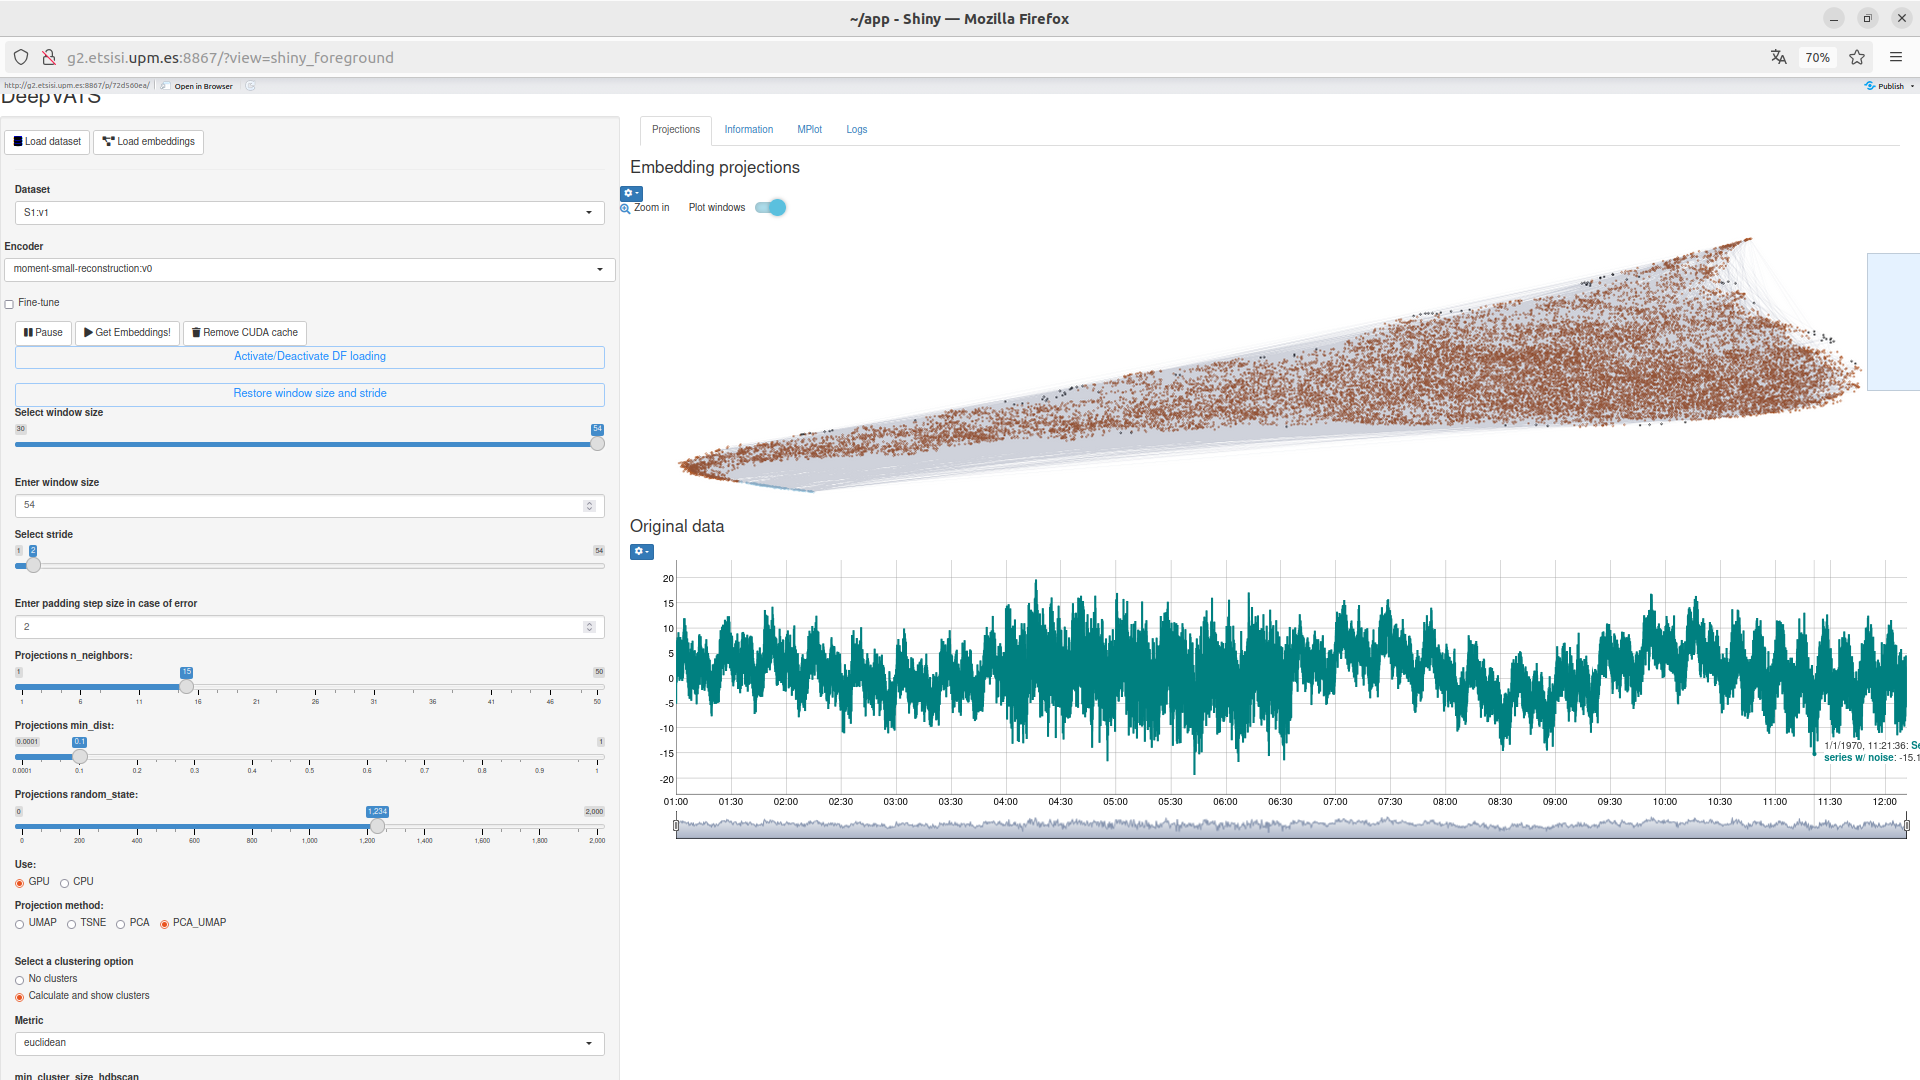 ~/app - Shiny — Mozilla Firefox
g2.etsisi.upm.es:8867/?view=shiny_foreground
70%
http://g2.etsisi.upm.es:8867/p/72d560ea/
Open in Browser
Publish
DeepVATS
Load dataset
Load embeddings
Dataset
S1:v1
Encoder
moment-small-reconstruction:v0
Fine-tune
Pause
Get Embeddings!
Remove CUDA cache
Activate/Deactivate DF loading
Restore window size and stride
Select window size
30
54
Enter window size
54
Select stride
1
2
54
Enter padding step size in case of error
2
Projections n_neighbors:
1
15
50
1 6 11 16 21 26 31 36 41 46 50
Projections min_dist:
0.0001
0.1
1
0.0001 0.1 0.2 0.3 0.4 0.5 0.6 0.7 0.8 0.9 1
Projections random_state:
0
1,234
2,000
0 200 400 600 800 1,000 1,200 1,400 1,600 1,800 2,000
Use:
GPU CPU
Projection method:
UMAP TSNE PCA PCA_UMAP
Select a clustering option
No clusters
Calculate and show clusters
Metric
euclidean
min_cluster_size_hdbscan
Projections Information MPlot Logs
Embedding projections
Zoom in
Plot windows
Original data
20
15
10
5
0
-5
-10
-15
-20
1/1/1970, 11:21:36: Se
series w/ noise: -15.1
01:00 01:30 02:00 02:30 03:00 03:30 04:00 04:30 05:00 05:30 06:00 06:30 07:00 07:30 08:00 08:30 09:00 09:30 10:00 10:30 11:00 11:30 12:00